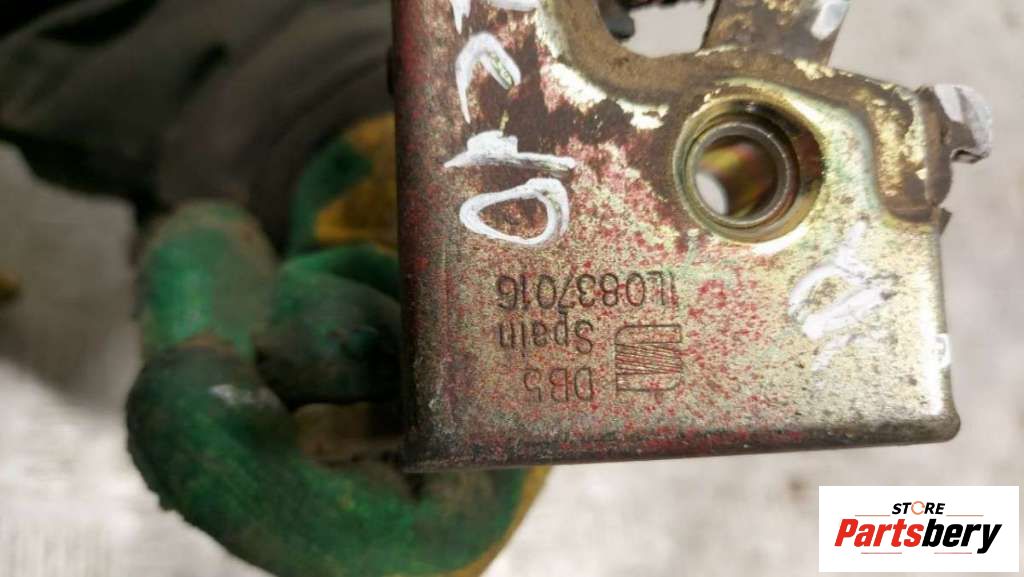 1L0837016
Spain
DB5
STORE
Partsbery